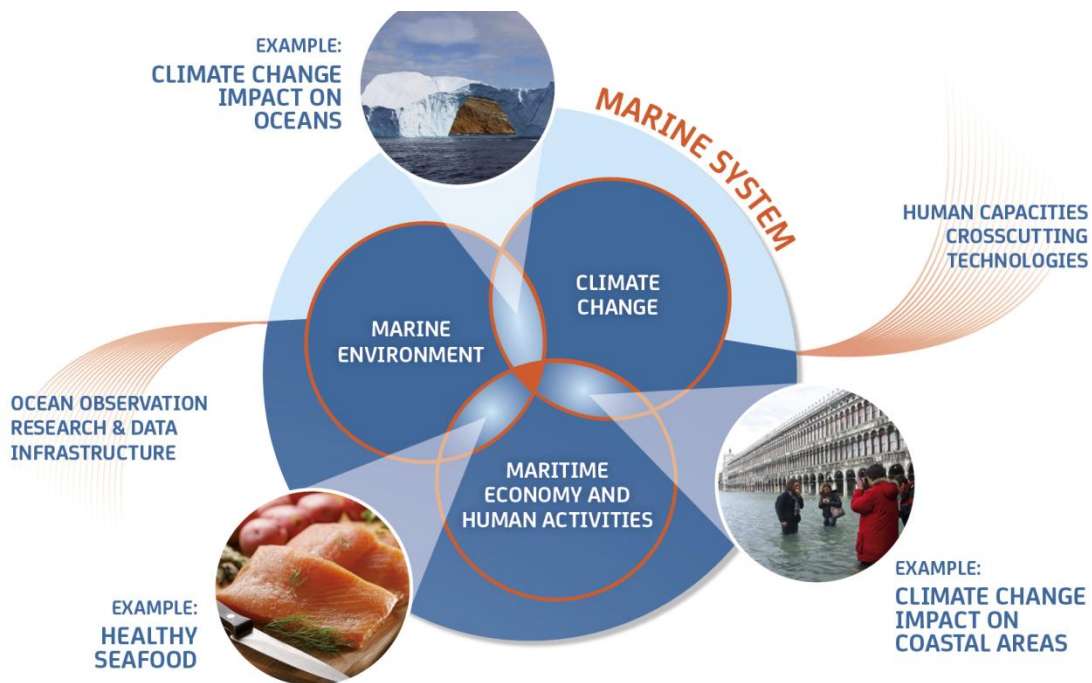 EXAMPLE:
CLIMATE CHANGE
IMPACT ON
OCEANS
MARINE SYSTEM
HUMAN CAPACITIES
CROSSCUTTING
TECHNOLOGIES
CLIMATE
CHANGE
MARINE
ENVIRONMENT
OCEAN OBSERVATION
RESEARCH & DATA
INFRASTRUCTURE
MARITIME
ECONOMY AND
HUMAN ACTIVITIES
EXAMPLE:
HEALTHY
SEAFOOD
EXAMPLE:
CLIMATE CHANGE
IMPACT ON
COASTAL AREAS